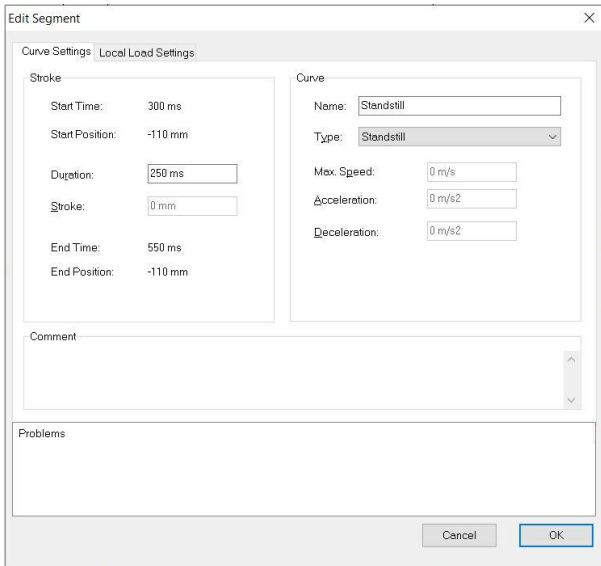 Edit Segment
Curve Settings Local Load Settings
Stroke
Start Time: 300 ms
Start Position: -110 mm
Duration: 250 ms
Stroke: 0 mm
End Time: 550 ms
End Position: -110 mm
Curve
Name: Standstill
Type: Standstill
Max. Speed: 0 m/s
Acceleration: 0 m/s2
Deceleration: 0 m/s2
Comment
Problems
Cancel OK